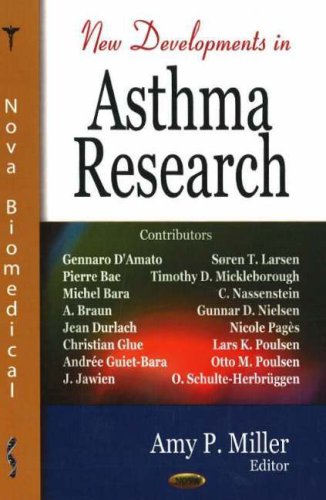 Nova Biomedical
New Developments in
Asthma
Research
Contributors
Gennaro D'Amato
Pierre Bac
Michel Bara
A. Braun
Jean Durlach
Christian Glue
Andrée Guiet-Bara
J. Jawien
Søren T. Larsen
Timothy D. Mickleborough
C. Nassenstein
Gunnar D. Nielsen
Nicole Pagès
Lars K. Poulsen
Otto M. Poulsen
O. Schulte-Herbrüggen
Amy P. Miller
Editor
NOVA